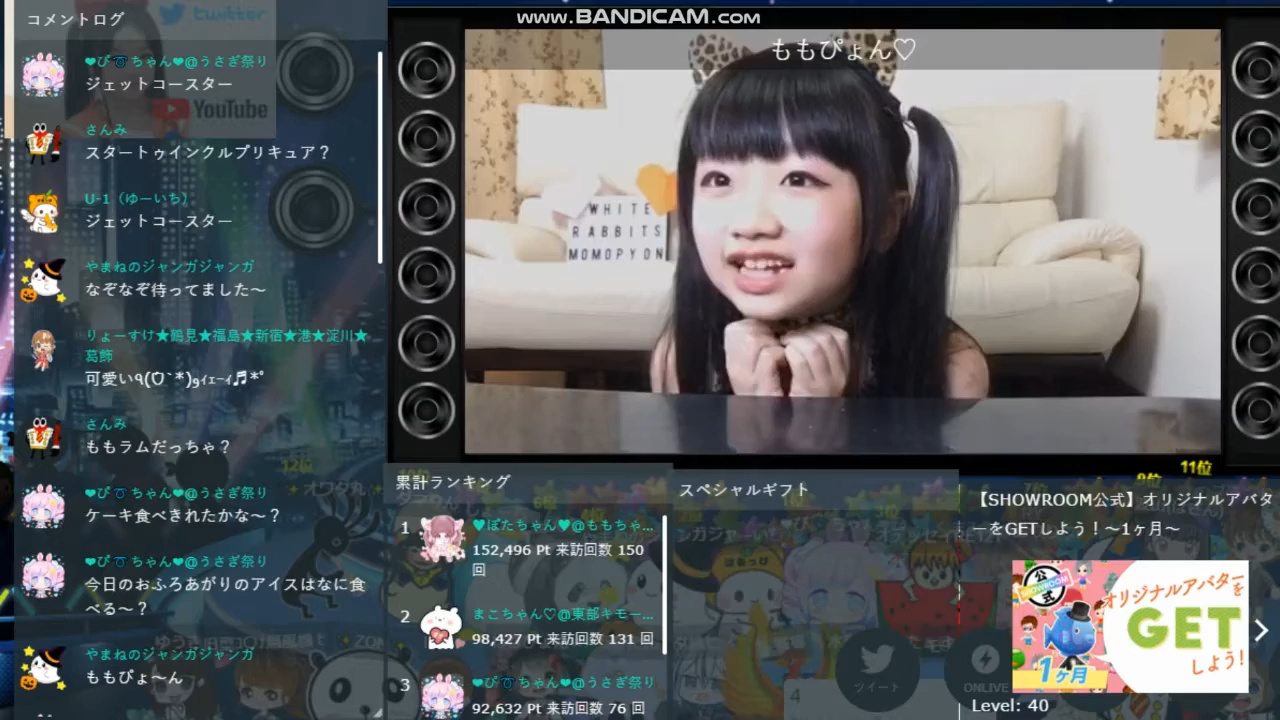 www.BANDICAM.com
コメントログ
twitter
YouTube
❤ぴ➰ちゃん❤@うさぎ祭り
ジェットコースター
さんみ
スタートゥインクルプリキュア？
U-1（ゆーいち）
ジェットコースター
やまねのジャンガジャンガ
なぞなぞ待ってました〜
りょーすけ★鶴見★福島★新宿★港★淀川★
葛飾
さんみ
ももラムだっちゃ？
❤ぴ➰ちゃん❤@うさぎ祭り
ケーキ食べきれたかな〜？
❤ぴ➰ちゃん❤@うさぎ祭り
今日のおふろあがりのアイスはなに食
べる〜？
やまねのジャンガジャンガ
ももぴょ〜ん
ももぴょん♡
WHITE
RABBITS
MOMOPYON
12位
11位
累計ランキング
1
♥ぽたちゃん♥@ももちゃ...
152,496 Pt 来訪回数 150
回
2
まこちゃん♡@東部キモー...
98,427 Pt 来訪回数 131 回
3
❤ぴ➰ちゃん❤@うさぎ祭り
92,632 Pt 来訪回数 76 回
スペシャルギフト
4
ツイート
ONLIVE
【SHOWROOM公式】オリジナルアバタ
ーをGETしよう！〜1ヶ月〜
SHOWROOM
公式
オリジナルアバターを
GET
しよう!
1ヶ月
Level: 40